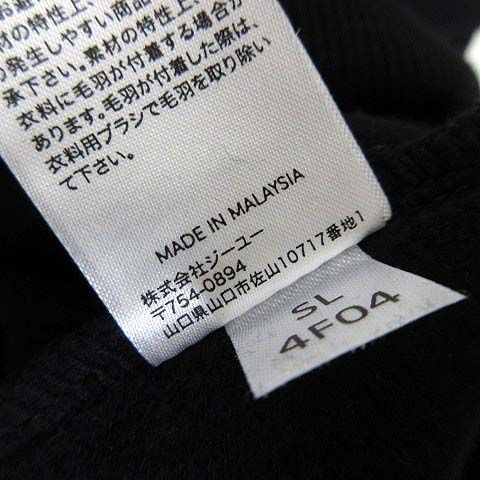 材の特性上、
の発生しやすい商品
承下さい。素材の特性上、
衣料に毛羽が付着する場合が
あります。毛羽が付着した際は、
衣料用ブラシで毛羽を取り除い
て下さい。
MADE IN MALAYSIA
株式会社ジーユー
〒754-0894
山口県山口市佐山10717番地1
SL
4F04